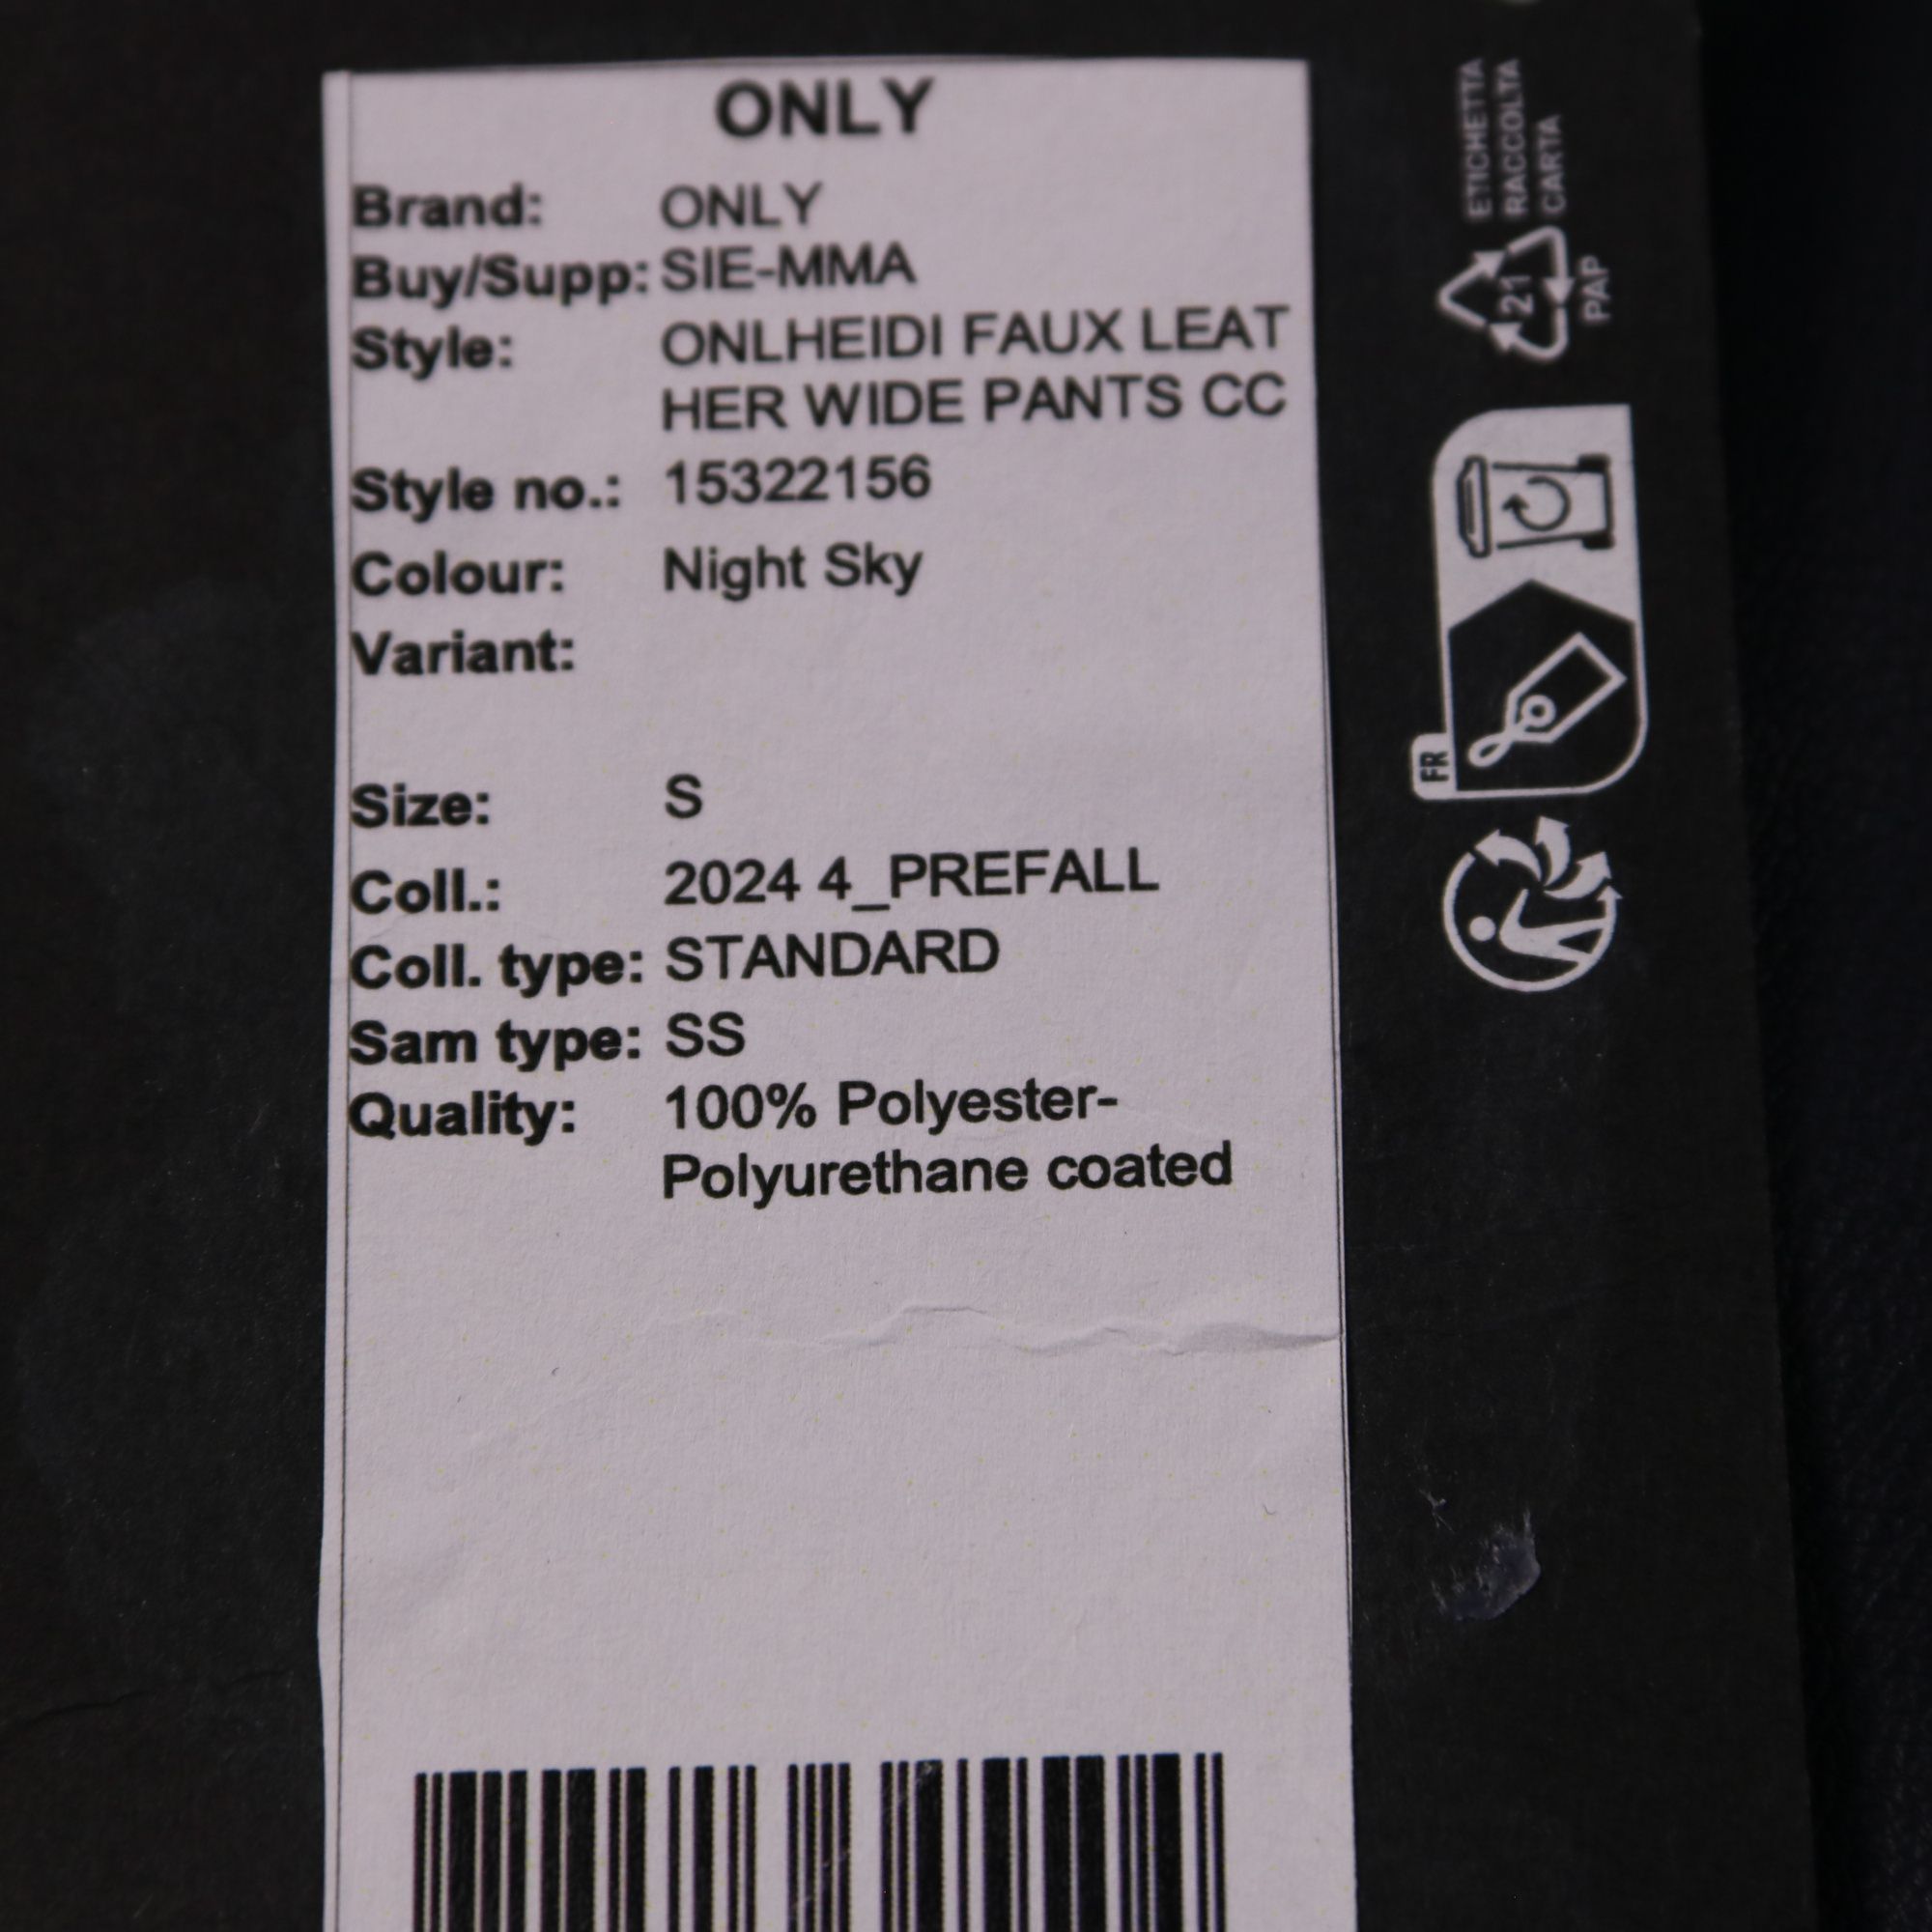 ONLY
Brand: ONLY
Buy/Supp: SIE-MMA
Style: ONLHEIDI FAUX LEAT
HER WIDE PANTS CC
Style no.: 15322156
Colour: Night Sky
Variant:
Size: S
Coll.: 2024 4_PREFALL
Coll. type: STANDARD
Sam type: SS
Quality: 100% Polyester-
Polyurethane coated
ETICHETTA
RACCOLTA
CARTA
21
PAP
FR